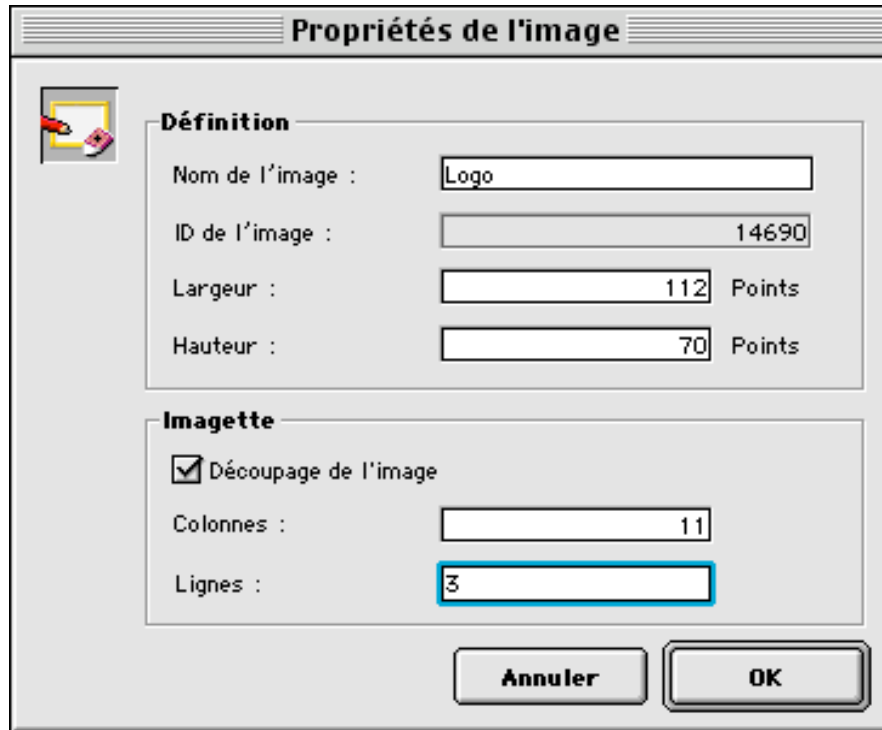 Propriétés de l'image
Définition
Nom de l'image : Logo
ID de l'image : 14690
Largeur : 112 Points
Hauteur : 70 Points
Imagette
Découpage de l'image
Colonnes : 11
Lignes : 3
Annuler OK